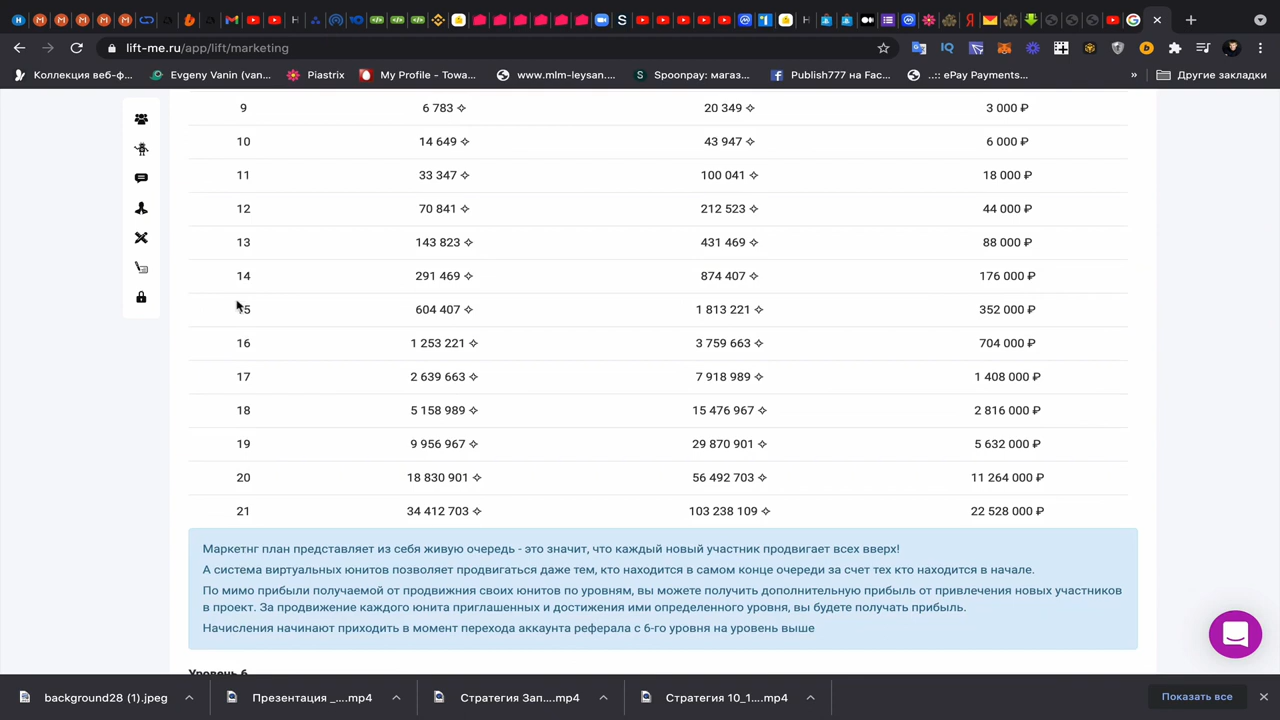 lift-me.ru/app/lift/marketing
Коллекция веб-ф... Evgeny Vanin (van... Piastrix My Profile - Towa... www.mlm-leysan.... Spoonpay: магаз... Publish777 на Fac... ..:: ePay Payments... » Другие закладки
9 6 783 ✧ 20 349 ✧ 3 000 ₽
10 14 649 ✧ 43 947 ✧ 6 000 ₽
11 33 347 ✧ 100 041 ✧ 18 000 ₽
12 70 841 ✧ 212 523 ✧ 44 000 ₽
13 143 823 ✧ 431 469 ✧ 88 000 ₽
14 291 469 ✧ 874 407 ✧ 176 000 ₽
15 604 407 ✧ 1 813 221 ✧ 352 000 ₽
16 1 253 221 ✧ 3 759 663 ✧ 704 000 ₽
17 2 639 663 ✧ 7 918 989 ✧ 1 408 000 ₽
18 5 158 989 ✧ 15 476 967 ✧ 2 816 000 ₽
19 9 956 967 ✧ 29 870 901 ✧ 5 632 000 ₽
20 18 830 901 ✧ 56 492 703 ✧ 11 264 000 ₽
21 34 412 703 ✧ 103 238 109 ✧ 22 528 000 ₽
Маркетнг план представляет из себя живую очередь - это значит, что каждый новый участник продвигает всех вверх!
А система виртуальных юнитов позволяет продвигаться даже тем, кто находится в самом конце очереди за счет тех кто находится в начале.
По мимо прибыли получаемой от продвижния своих юнитов по уровням, вы можете получить дополнительную прибыль от привлечения новых участников
в проект. За продвижение каждого юнита приглашенных и достижения ими определенного уровня, вы будете получать прибыль.
Начисления начинают приходить в момент перехода аккаунта реферала с 6-го уровня на уровень выше
Уровень 6
background28 (1).jpeg Презентация _....mp4 Стратегия Зап....mp4 Стратегия 10_1....mp4 Показать все